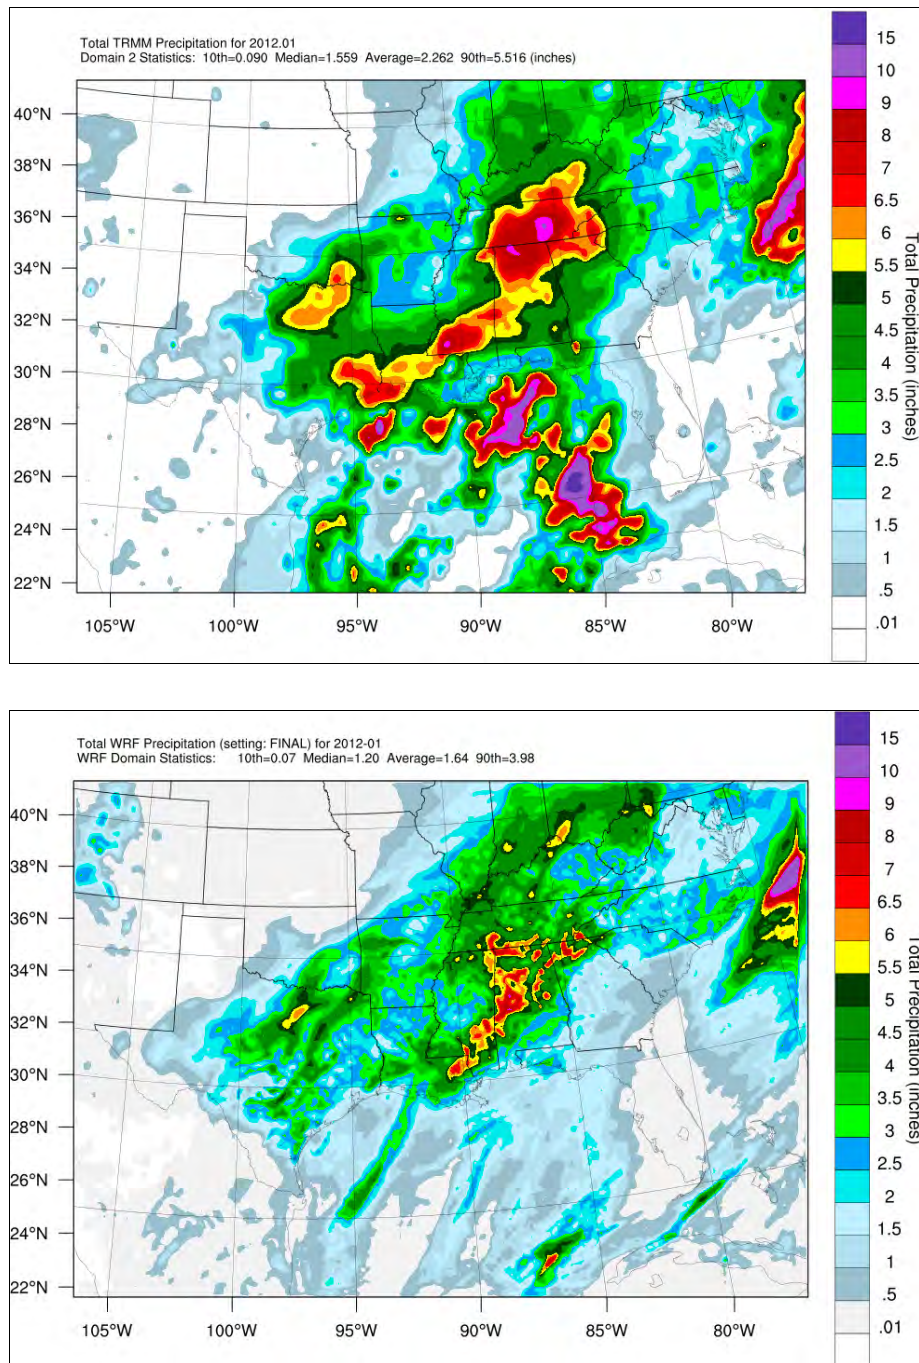 Total TRMM Precipitation for 2012.01
Domain 2 Statistics: 10th=0.090 Median=1.559 Average=2.262 90th=5.516 (inches)
40°N
38°N
36°N
34°N
32°N
30°N
28°N
26°N
24°N
22°N
105°W 100°W 95°W 90°W 85°W 80°W
15
10
9
8
7
6.5
6
5.5
5
4.5
4
3.5
3
2.5
2
1.5
1
.5
.01
Total Precipitation (inches)
Total WRF Precipitation (setting: FINAL) for 2012-01
WRF Domain Statistics: 10th=0.07 Median=1.20 Average=1.64 90th=3.98
40°N
38°N
36°N
34°N
32°N
30°N
28°N
26°N
24°N
22°N
105°W 100°W 95°W 90°W 85°W 80°W
15
10
9
8
7
6.5
6
5.5
5
4.5
4
3.5
3
2.5
2
1.5
1
.5
.01
Total Precipitation (inches)